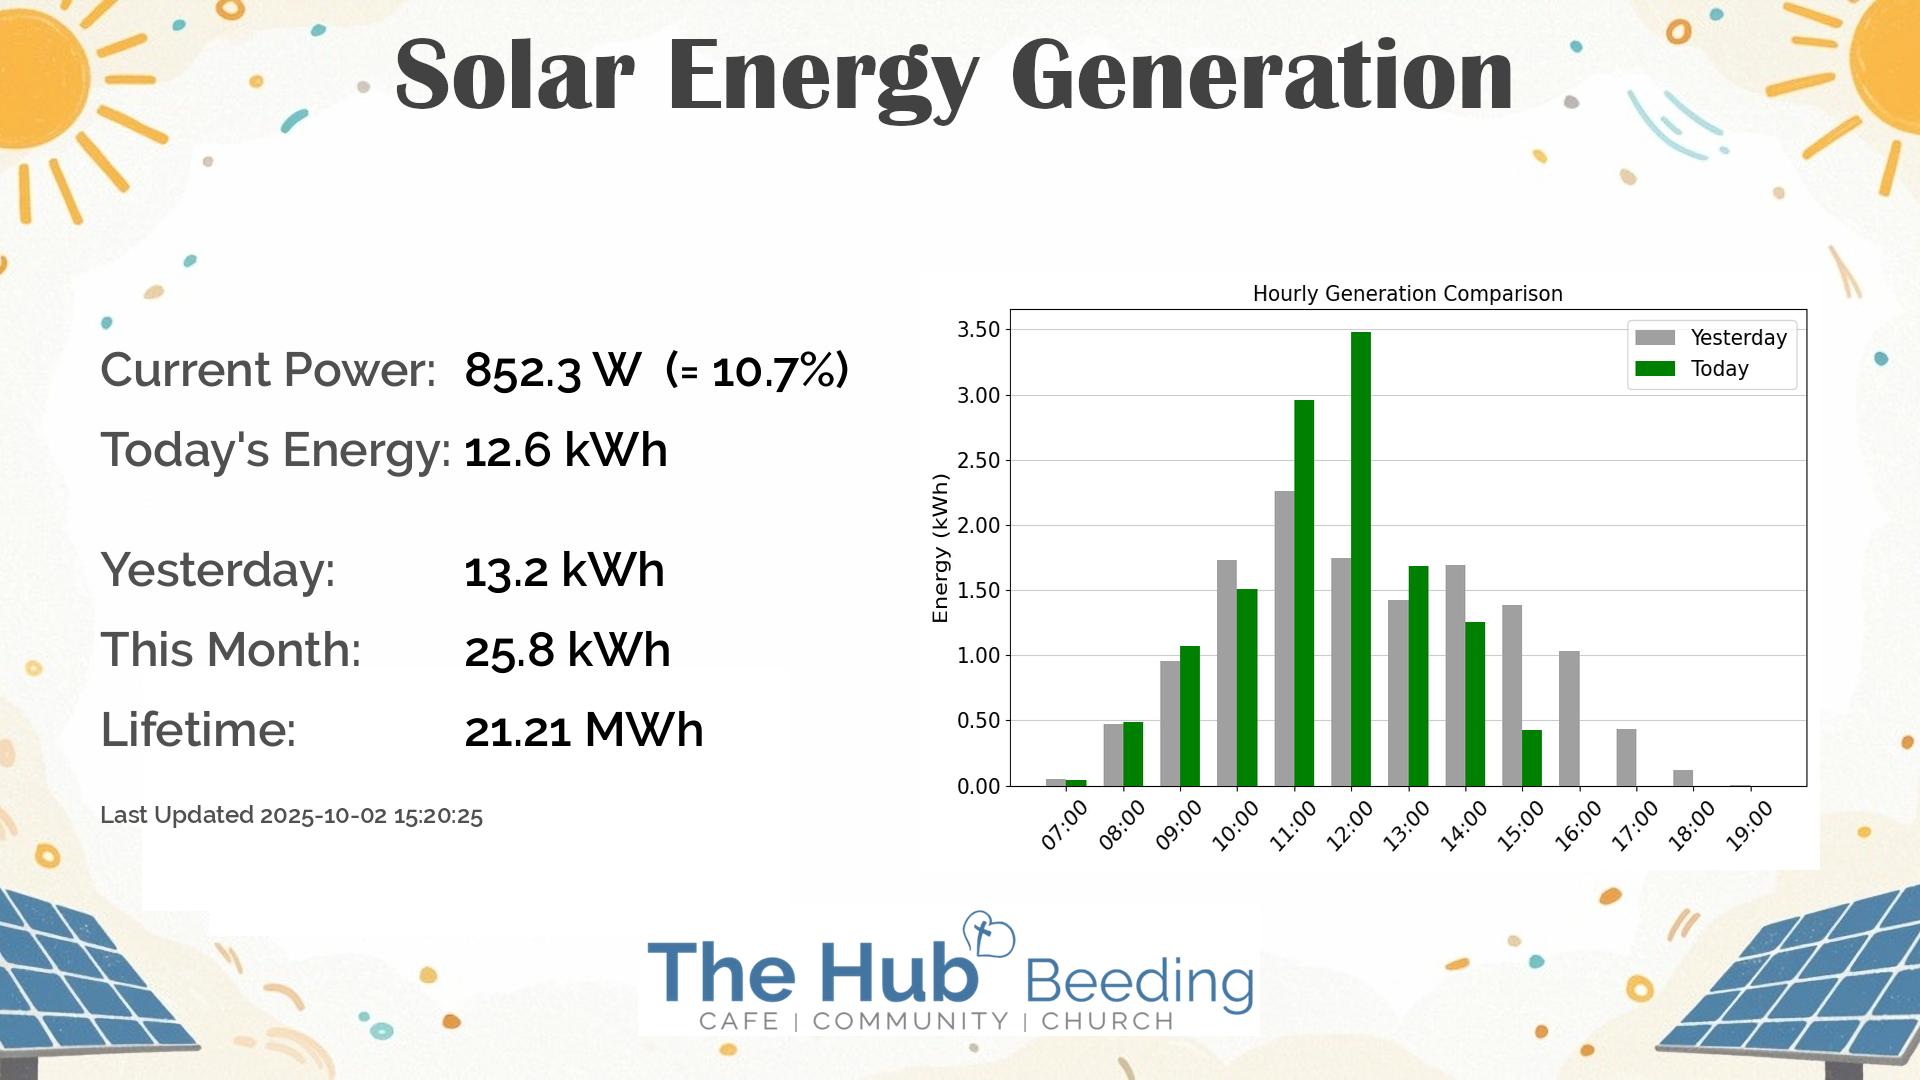 Solar Energy Generation
Current Power: 852.3 W (= 10.7%)
Today's Energy: 12.6 kWh
Yesterday: 13.2 kWh
This Month: 25.8 kWh
Lifetime: 21.21 MWh
Last Updated 2025-10-02 15:20:25
Hourly Generation Comparison
Yesterday
Today
Energy (kWh)
3.50
3.00
2.50
2.00
1.50
1.00
0.50
0.00
07:00 08:00 09:00 10:00 11:00 12:00 13:00 14:00 15:00 16:00 17:00 18:00 19:00
The Hub Beeding
CAFE | COMMUNITY | CHURCH